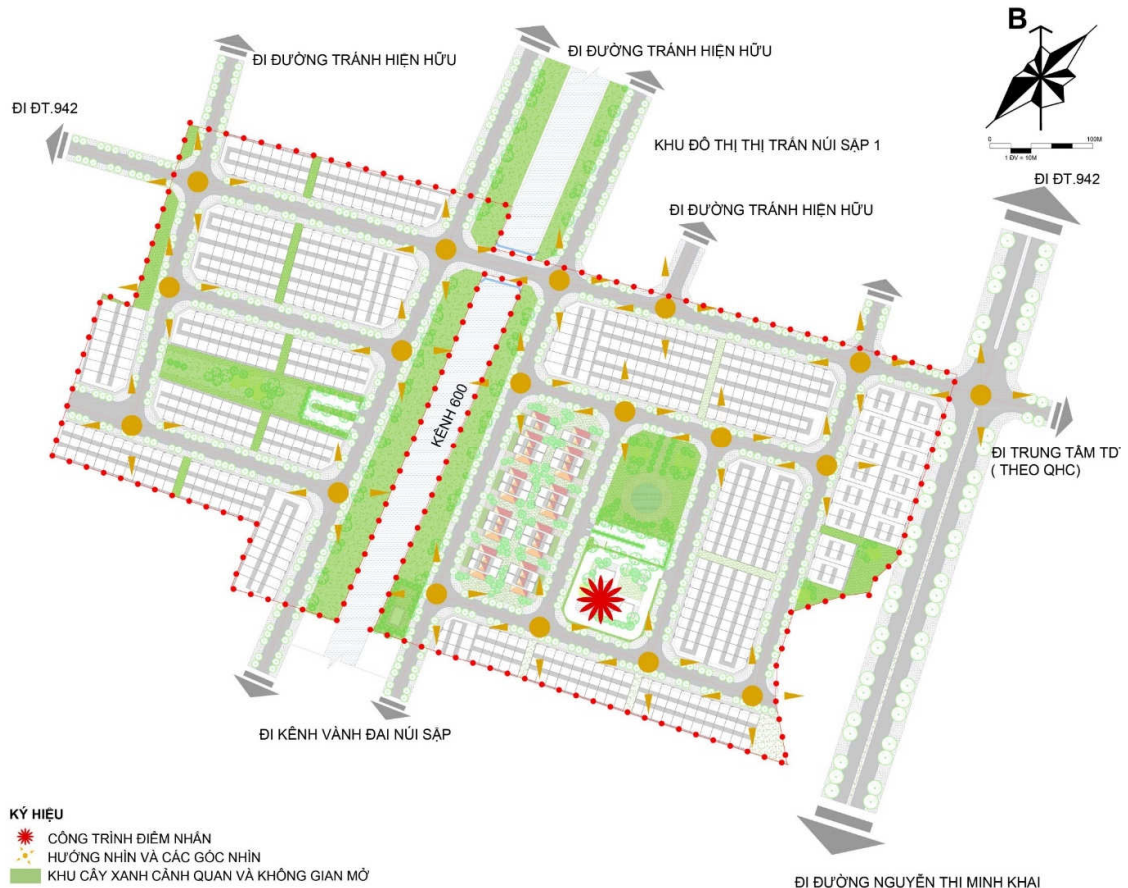 B
ĐI ĐƯỜNG TRÁNH HIỆN HỮU
ĐI ĐƯỜNG TRÁNH HIỆN HỮU
ĐI ĐT.942
KHU ĐÔ THỊ THỊ TRẤN NÚI SẬP 1
0 100M
1 ĐV = 10M
ĐI ĐT.942
ĐI ĐƯỜNG TRÁNH HIỆN HỮU
KÊNH 600
ĐI TRUNG TÂM TDT
( THEO QHC)
ĐI KÊNH VÀNH ĐAI NÚI SẬP
KÝ HIỆU
CÔNG TRÌNH ĐIỂM NHẤN
HƯỚNG NHÌN VÀ CÁC GÓC NHÌN
KHU CÂY XANH CẢNH QUAN VÀ KHÔNG GIAN MỞ
ĐI ĐƯỜNG NGUYỄN THỊ MINH KHAI